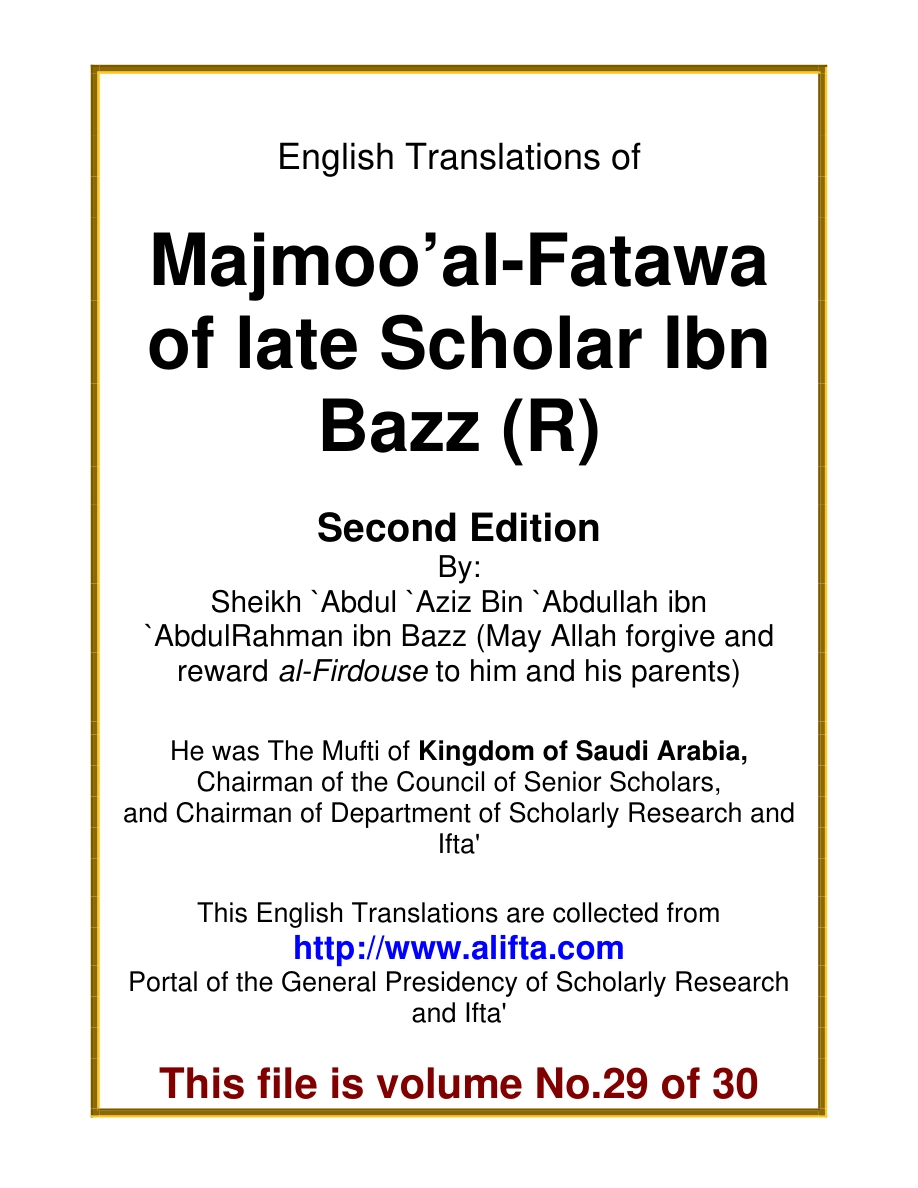 English Translations of
Majmoo’al-Fatawa
of late Scholar Ibn
Bazz (R)
Second Edition
By:
Sheikh `Abdul `Aziz Bin `Abdullah ibn
`AbdulRahman ibn Bazz (May Allah forgive and
reward al-Firdouse to him and his parents)
He was The Mufti of Kingdom of Saudi Arabia,
Chairman of the Council of Senior Scholars,
and Chairman of Department of Scholarly Research and
Ifta'
This English Translations are collected from
http://www.alifta.com
Portal of the General Presidency of Scholarly Research
and Ifta'
This file is volume No.29 of 30